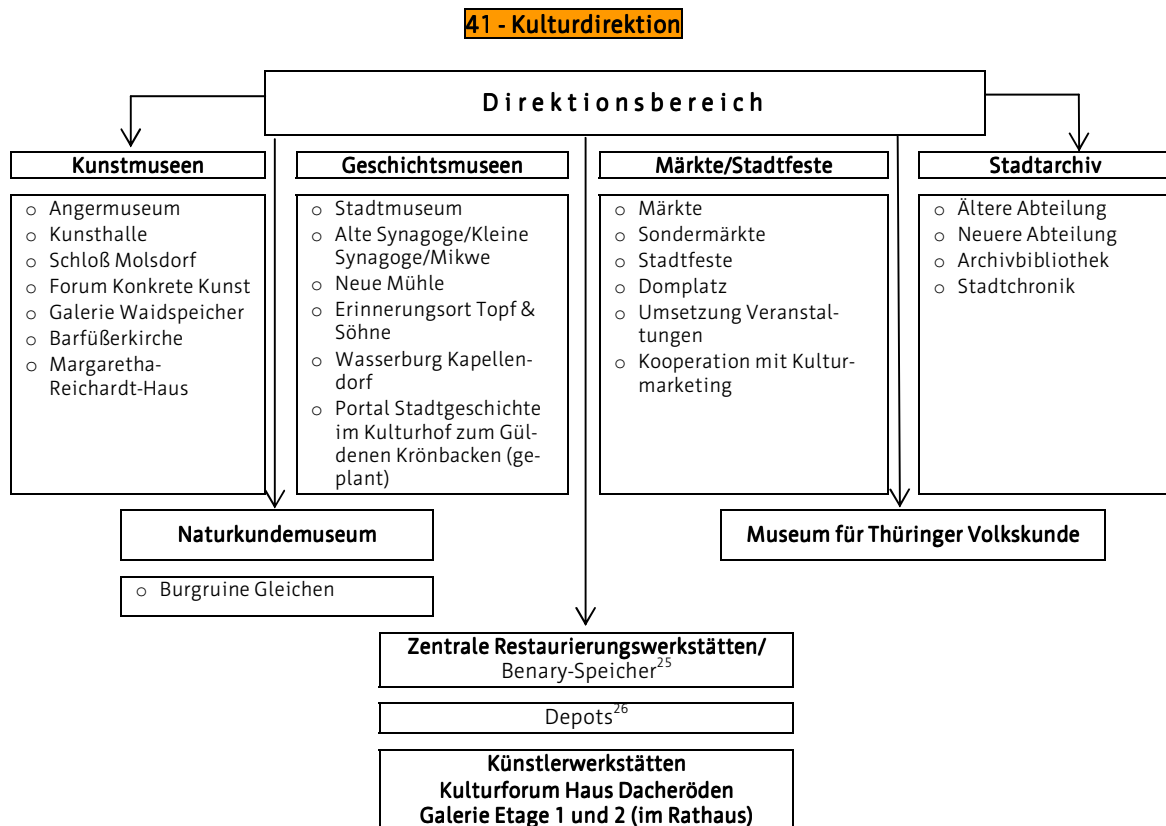 41 - Kulturdirektion
Direktionsbereich
Kunstmuseen
○ Angermuseum
○ Kunsthalle
○ Schloß Molsdorf
○ Forum Konkrete Kunst
○ Galerie Waidspeicher
○ Barfüßerkirche
○ Margaretha-
Reichardt-Haus
Geschichtsmuseen
○ Stadtmuseum
○ Alte Synagoge/Kleine
Synagoge/Mikwe
○ Neue Mühle
○ Erinnerungsort Topf &
Söhne
○ Wasserburg Kapellen-
dorf
○ Portal Stadtgeschichte
im Kulturhof zum Gül-
denen Krönbacken (ge-
plant)
Märkte/Stadtfeste
○ Märkte
○ Sondermärkte
○ Stadtfeste
○ Domplatz
○ Umsetzung Veranstal-
tungen
○ Kooperation mit Kultur-
marketing
Stadtarchiv
○ Ältere Abteilung
○ Neuere Abteilung
○ Archivbibliothek
○ Stadtchronik
Naturkundemuseum
○ Burgruine Gleichen
Museum für Thüringer Volkskunde
Zentrale Restaurierungswerkstätten/
Benary-Speicher25
Depots26
Künstlerwerkstätten
Kulturforum Haus Dacheröden
Galerie Etage 1 und 2 (im Rathaus)